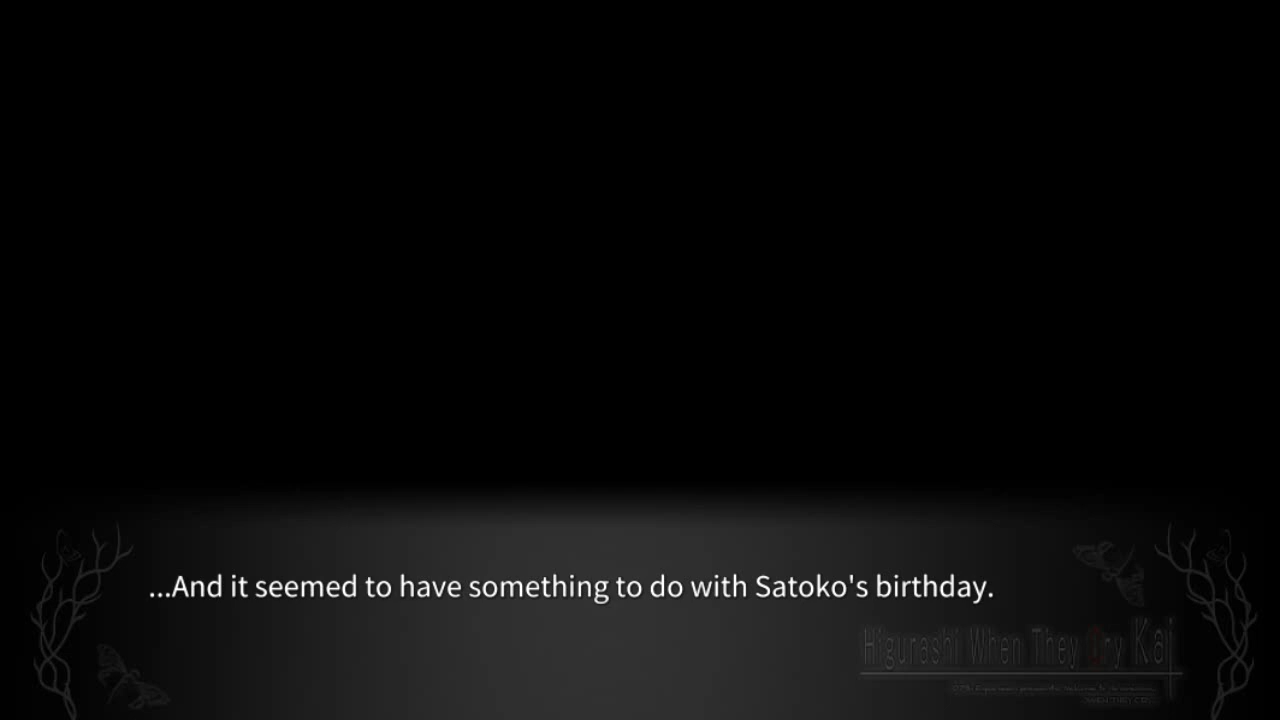 ...And it seemed to have something to do with Satoko's birthday.
Higurashi When They Cry Kai